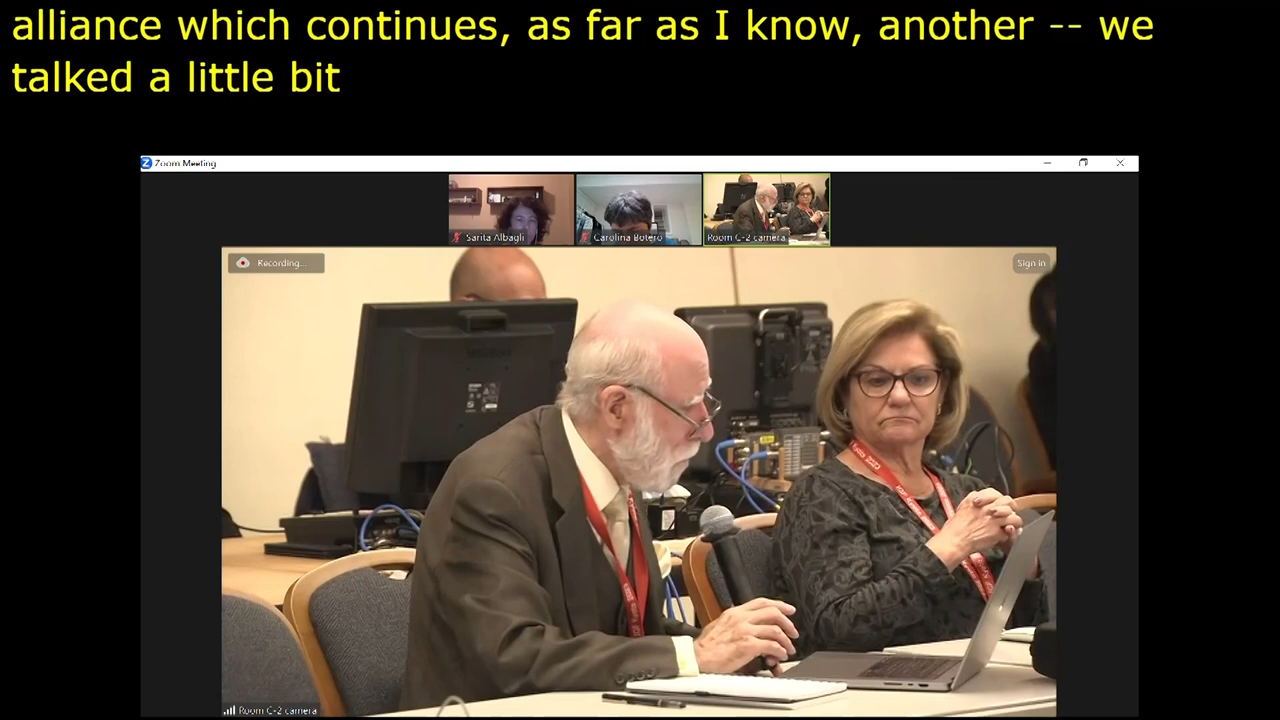 alliance which continues, as far as I know, another -- we
talked a little bit
Zoom Meeting
Sarita Albagli
Carolina Botero
Room C-2 camera
Recording...
Sign in
Room C-2 camera